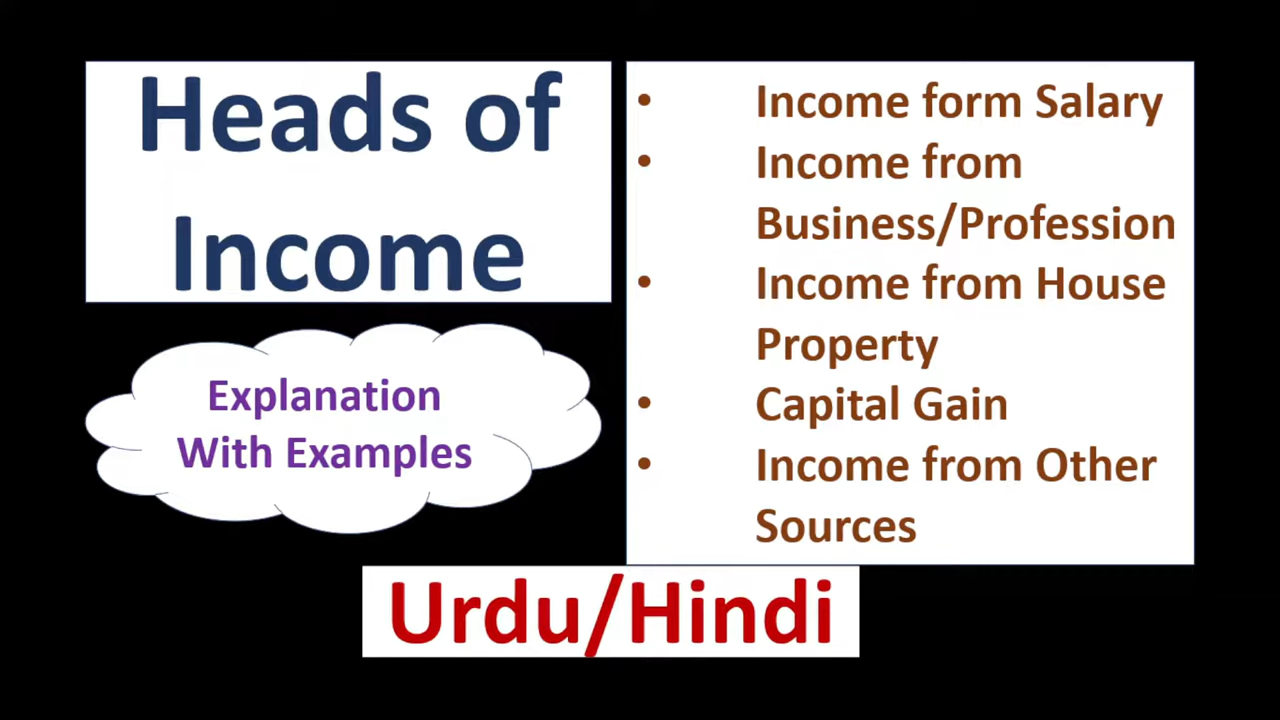 Heads of
Income
Explanation
With Examples
• Income form Salary
• Income from
Business/Profession
• Income from House
Property
• Capital Gain
• Income from Other
Sources
Urdu/Hindi